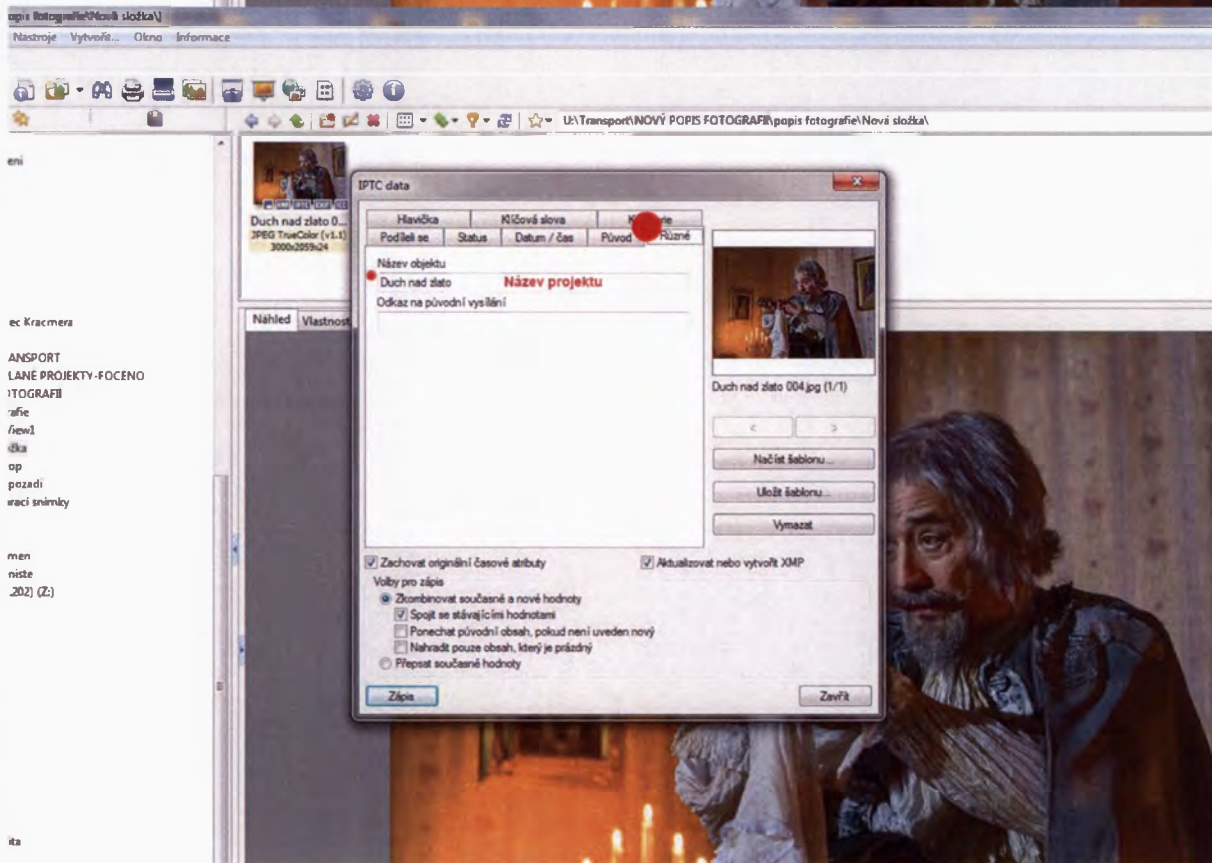 opis fotografie\Nová složka\]
Nástroje Vytvořit... Okno Informace
U:\Transport\NOVÝ POPIS FOTOGRAFIÍ\popis fotografie\Nová složka\
eni
Duch nad zlato 0...
JPEG TrueColor (v1.1)
3000x2059x24
IPTC data
Hlavička Klíčová slova
Podíleli se Status Datum / čas Původ Různé
Název objektu
Duch nad zlato Název projektu
Odkaz na původní vysílání
Duch nad zlato 004.jpg (1/1)
< >
Načíst šablonu...
Uložit šablonu...
Vymazat
Zachovat originální časové atributy Aktualizovat nebo vytvořit XMP
Volby pro zápis
Zkombinovat současné a nové hodnoty
Spojit se stávajícími hodnotami
Ponechat původní obsah, pokud není uveden nový
Nahradit pouze obsah, který je prázdný
Přepsat současné hodnoty
Zápis Zavřít
Náhled Vlastnost
ec Kracmera
ANSPORT
LANÉ PROJEKTY-FOCENO
TOGRAFIÍ
afie
View1
žka
op
pozadí
rací snímky
men
niste
.202) (Z:)
ita